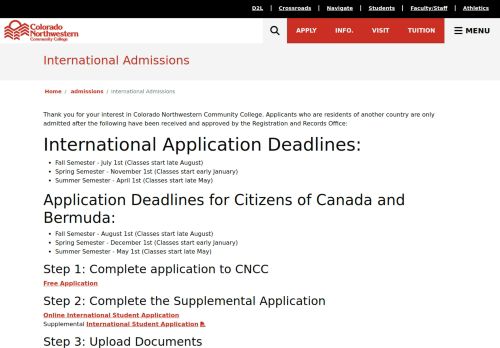 D2L | Crossroads | Navigate | Students | Faculty/Staff | Athletics
Colorado
Northwestern
Community College
APPLY INFO. VISIT TUITION MENU
International Admissions
Home / admissions / International Admissions
Thank you for your interest in Colorado Northwestern Community College. Applicants who are residents of another country are only
admitted after the following have been received and approved by the Registration and Records Office:
International Application Deadlines:
Fall Semester - July 1st (Classes start late August)
Spring Semester - November 1st (Classes start early January)
Summer Semester - April 1st (Classes start late May)
Application Deadlines for Citizens of Canada and
Bermuda:
Fall Semester - August 1st (Classes start late August)
Spring Semester - December 1st (Classes start early January)
Summer Semester - May 1st (Classes start late May)
Step 1: Complete application to CNCC
Free Application
Step 2: Complete the Supplemental Application
Online International Student Application
Supplemental International Student Application
Step 3: Upload Documents